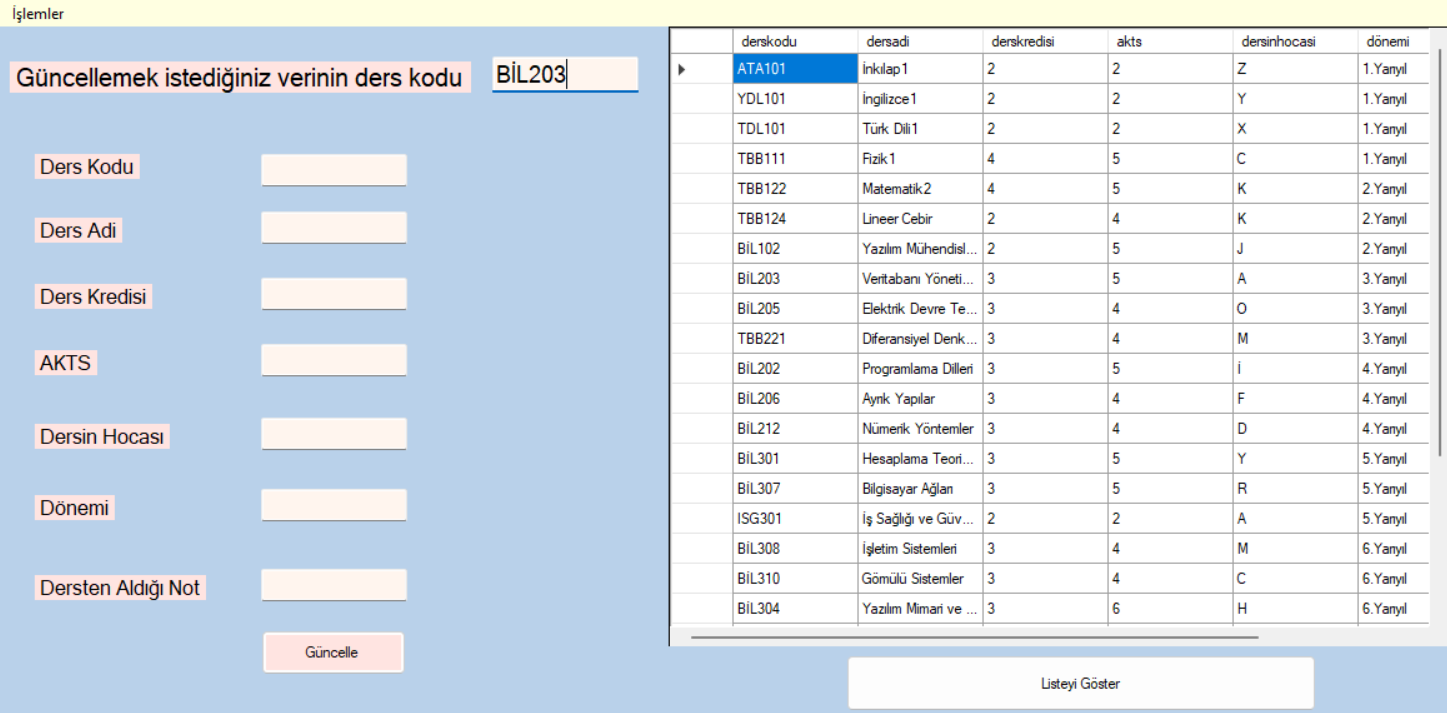 İşlemler
Güncellemek istediğiniz verinin ders kodu BİL203
Ders Kodu
Ders Adi
Ders Kredisi
AKTS
Dersin Hocası
Dönemi
Dersten Aldığı Not
Güncelle
derskodu dersadi derskredisi akts dersinhocasi dönemi
ATA101 İnkılap1 2 2 Z 1.Yarıyıl
YDL101 İngilizce1 2 2 Y 1.Yarıyıl
TDL101 Türk Dili1 2 2 X 1.Yarıyıl
TBB111 Fizik1 4 5 C 1.Yarıyıl
TBB122 Matematik2 4 5 K 2.Yarıyıl
TBB124 Lineer Cebir 2 4 K 2.Yarıyıl
BİL102 Yazılım Mühendisl... 2 5 J 2.Yarıyıl
BİL203 Veritabanı Yöneti... 3 5 A 3.Yarıyıl
BİL205 Elektrik Devre Te... 3 4 O 3.Yarıyıl
TBB221 Diferansiyel Denk... 3 4 M 3.Yarıyıl
BİL202 Programlama Dilleri 3 5 İ 4.Yarıyıl
BİL206 Ayrık Yapılar 3 4 F 4.Yarıyıl
BİL212 Nümerik Yöntemler 3 4 D 4.Yarıyıl
BİL301 Hesaplama Teori... 3 5 Y 5.Yarıyıl
BİL307 Bilgisayar Ağları 3 5 R 5.Yarıyıl
ISG301 İş Sağlığı ve Güv... 2 2 A 5.Yarıyıl
BİL308 İşletim Sistemleri 3 4 M 6.Yarıyıl
BİL310 Gömülü Sistemler 3 4 C 6.Yarıyıl
BİL304 Yazılım Mimari ve ... 3 6 H 6.Yarıyıl
Listeyi Göster